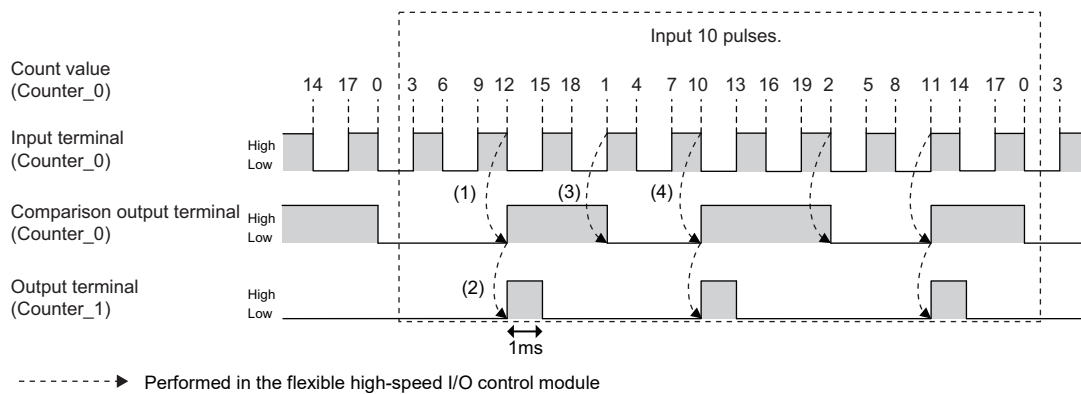 Input 10 pulses.
Count value
(Counter_0)
14 17 0 3 6 9 12 15 18 1 4 7 10 13 16 19 2 5 8 11 14 17 0 3
Input terminal
(Counter_0)
High
Low
(1) (3) (4)
Comparison output terminal
(Counter_0)
High
Low
Output terminal
(Counter_1)
High
Low
(2)
1ms
Performed in the flexible high-speed I/O control module